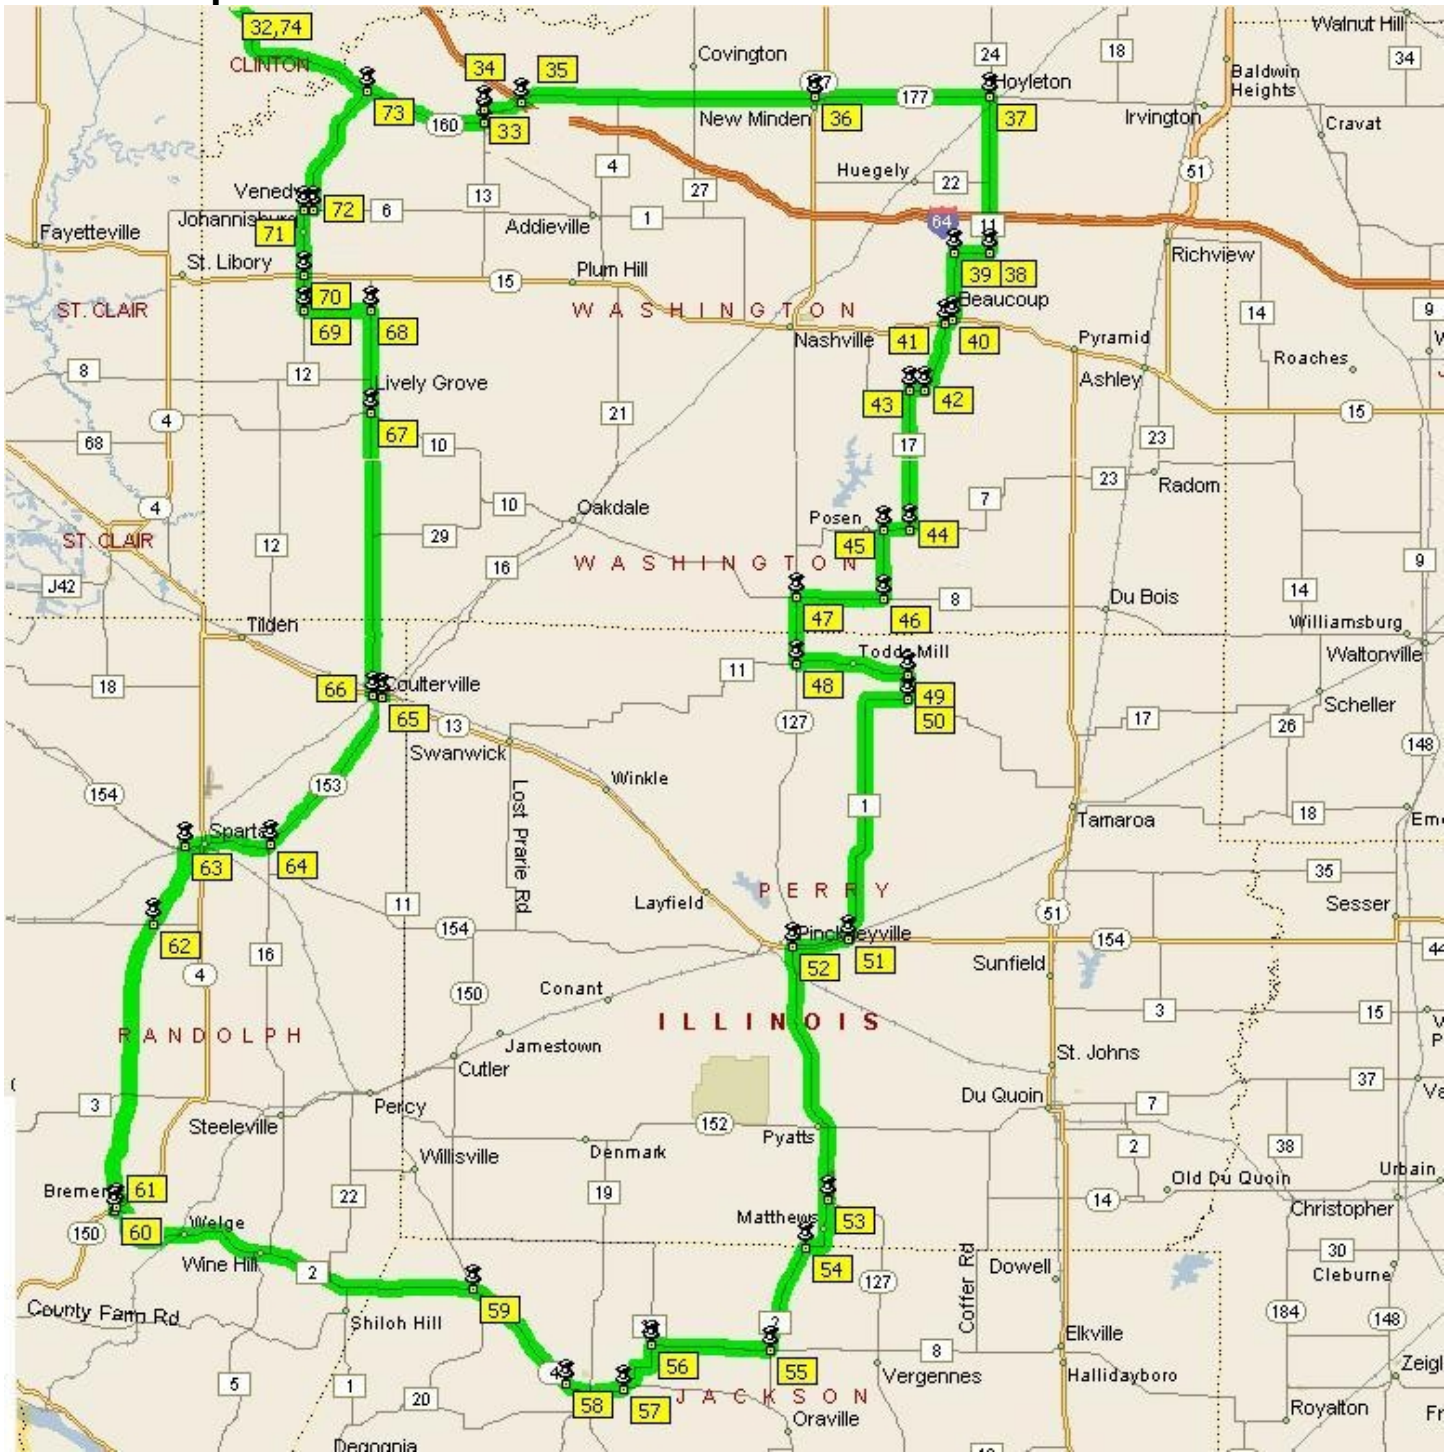 32,74
Walnut Hill
CLINTON
34
35
Covington
24
18
34
Hoyleton
Baldwin
Heights
73
160
33
New Minden
36
177
37
Irvington
Cravat
4
Huegely
22
51
Venedy
13
27
72
6
Johannisburg
Addieville
1
64
11
71
Fayetteville
Richview
St. Libory
15
Plum Hill
39
38
70
Beaucoup
ST. CLAIR
WASHINGTON
69
68
41
40
14
9
Nashville
Pyramid
Roaches
8
12
Lively Grove
Ashley
43
42
4
21
15
67
68
10
17
23
23
Radom
4
10
Oakdale
7
Posen
44
ST. CLAIR
12
29
45
16
WASHINGTON
9
J42
14
8
Du Bois
47
46
Tilden
Williamsburg
Todd Mill
Waltonville
11
18
66
Coulterville
48
49
Scheller
65
13
50
127
17
26
Swanwick
148
154
153
Winkle
Lost Prarie Rd
1
18
Sparta
Tamaroa
63
64
35
PERRY
Layfield
11
Sesser
51
154
Pinckneyville
154
62
16
52
51
44
4
Sunfield
150
Conant
3
15
ILLINOIS
RANDOLPH
Jamestown
St. Johns
Cutler
37
3
Percy
Du Quoin
7
Steeleville
152
Pyatts
2
38
Denmark
Willisville
Urbain
Bremen
61
22
19
Old Du Quoin
14
Christopher
150
60
Welge
Matthews
53
Wine Hill
2
54
30
Cleburne
127
Coffer Rd
Dowell
County Farm Rd
59
184
148
Shiloh Hill
2
Elkville
56
55
8
Zeigl
Vergennes
Hallidayboro
5
1
20
4
58
57
JACKSON
Royalton
Oraville
Degognia